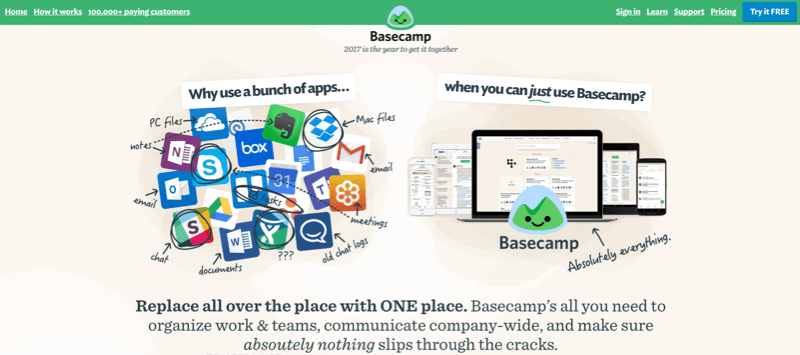 Home How it works 100,000+ paying customers
Sign in Learn Support Pricing Try it FREE
Basecamp
2017 is the year to get it together
Why use a bunch of apps...
when you can just use Basecamp?
PC files
Mac files
notes
N
box
S
email
31
email
O
Tasks
T
meetings
S
W
chat
documents
???
old chat logs
Basecamp
Absolutely everything.
Replace all over the place with ONE place. Basecamp's all you need to
organize work & teams, communicate company-wide, and make sure
absoutely nothing slips through the cracks.